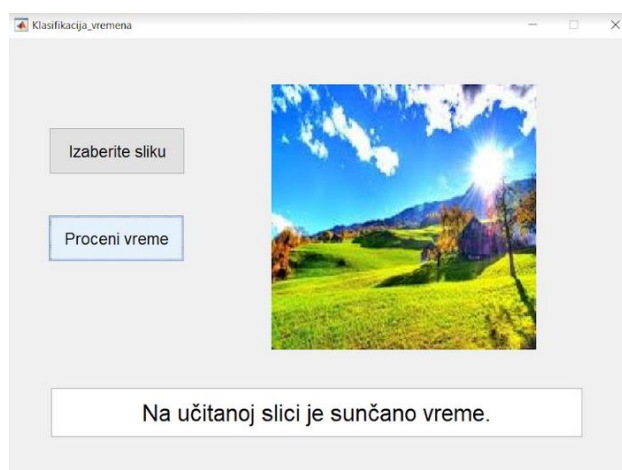 Klasifikacija_vremena
Izaberite sliku
Proceni vreme
Na učitanoj slici je sunčano vreme.